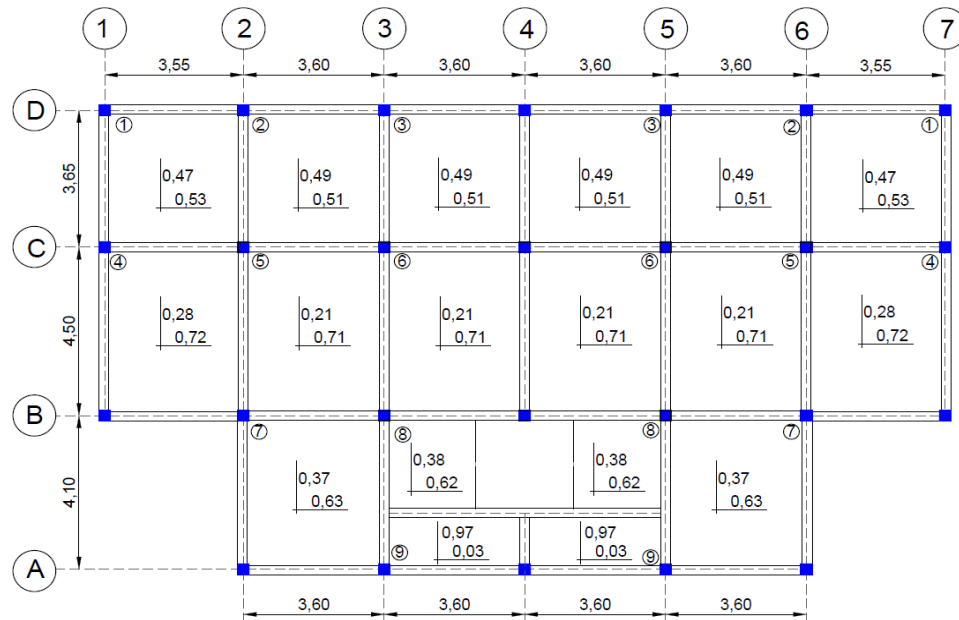 1 2 3 4 5 6 7
3,55 3,60 3,60 3,60 3,60 3,55
D
① ② ③ ③ ② ①
3,65
0,47 0,49 0,49 0,49 0,49 0,47
0,53 0,51 0,51 0,51 0,51 0,53
C
④ ⑤ ⑥ ⑥ ⑤ ④
4,50
0,28 0,21 0,21 0,21 0,21 0,28
0,72 0,71 0,71 0,71 0,71 0,72
B
⑦ ⑧ ⑧ ⑦
4,10
0,37 0,38 0,38 0,37
0,63 0,62 0,62 0,63
0,97 0,97
0,03 0,03
⑨ ⑨
A
3,60 3,60 3,60 3,60